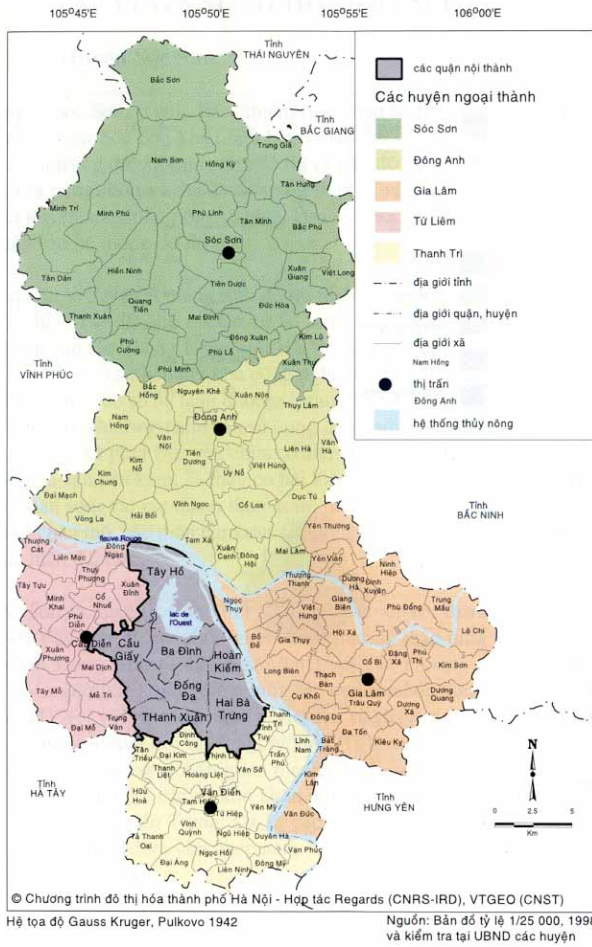 105°45'E
105°50'E
105°55'E
106°00'E
Tỉnh
THÁI NGUYÊN
Tỉnh
BẮC GIANG
các quận nội thành
Các huyện ngoại thành
Sóc Sơn
Đông Anh
Gia Lâm
Từ Liêm
Thanh Trì
địa giới tỉnh
địa giới quận, huyện
địa giới xã
Nam Hồng
thị trấn
Đông Anh
hệ thống thủy nông
Bắc Sơn
Nam Sơn
Hồng Kỳ
Trung Giã
Tân Hưng
Minh Trí
Minh Phú
Phù Linh
Tân Minh
Bắc Phú
Sóc Sơn
Tân Dân
Hiền Ninh
Tiên Dược
Xuân
Giang
Việt Long
Quang
Tiến
Đức Hòa
Thanh Xuân
Mai Đình
Phú
Cường
Đông Xuân
Kim Lũ
Phù Lỗ
Phú Minh
Xuân Thu
Tỉnh
VĨNH PHÚC
Bắc
Hồng
Nguyên Khê
Xuân Nộn
Thụy Lâm
Nam
Hồng
Đông Anh
Vân
Nội
Kim
Nỗ
Tiên
Dương
Uy Nỗ
Việt Hùng
Liên Hà
Vân
Hà
Kim
Chung
Đại Mạch
Võng La
Hải Bối
Vĩnh Ngọc
Cổ Loa
Dục Tú
Tỉnh
BẮC NINH
fleuve Rouge
Tầm Xá
Xuân
Canh
Đông
Hội
Mai Lâm
Yên Thường
Yên Viên
Ninh
Hiệp
Thượng
Cát
Liên Mạc
Đông
Ngạc
Thụy
Phương
Xuân
Đỉnh
Tây Tựu
Minh
Khai
Cổ
Nhuế
Phú
Diễn
Cầu Diễn
Xuân
Phương
Mai Dịch
Tây Mỗ
Mễ Trì
Đại Mỗ
Trung
Văn
Tây Hồ
lac de
l'Ouest
Cầu
Giấy
Ba Đình
Hoàn
Kiếm
Đống
Đa
Hai Bà
Trưng
THanh Xuân
Thượng
Thanh
Dương
Hà
Đình
Xuyên
Ngọc
Thụy
Giang
Biên
Phù Đổng
Trung
Mầu
Việt
Hưng
Bồ
Đề
Gia Thụy
Hội Xá
Lệ Chi
Đặng
Xá
Phú
Thị
Cổ Bi
Kim Sơn
Long Biên
Thạch
Bàn
Gia Lâm
Trâu Quỳ
Dương
Quang
Cự Khối
Dương
Xá
Đông Dư
Đa Tốn
Bát
Tràng
Kiêu Kỵ
Kim
Lan
Văn Đức
Tỉnh
HƯNG YÊN
Tỉnh
HÀ TÂY
Thanh
Trì
Lĩnh
Nam
Trần
Phú
Định
Công
Tân
Triều
Đại Kim
Thanh
Liệt
Hoàng Liệt
Yên Sở
Hữu
Hoà
Văn Điển
Tam Hiệp
Tứ Hiệp
Yên Mỹ
Vĩnh
Quỳnh
Ngũ Hiệp
Duyên Hà
Tả Thanh
Oai
Ngọc Hồi
Vạn Phúc
Đại Áng
Liên Ninh
Đông Mỹ
N
0
2.5
5
Km
© Chương trình đô thị hóa thành phố Hà Nội - Hợp tác Regards (CNRS-IRD), VTGEO (CNST)
Hệ tọa độ Gauss Kruger, Pulkovo 1942
Nguồn: Bản đồ tỷ lệ 1/25 000, 1998
và kiểm tra tại UBND các huyện